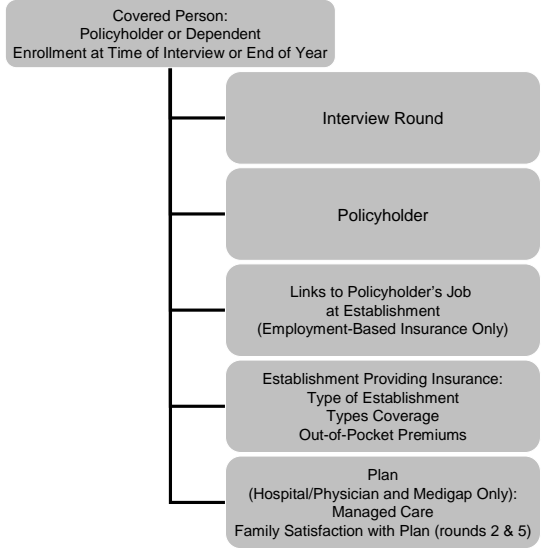 Covered Person:
Policyholder or Dependent
Enrollment at Time of Interview or End of Year
Interview Round
Policyholder
Links to Policyholder’s Job
at Establishment
(Employment-Based Insurance Only)
Establishment Providing Insurance:
Type of Establishment
Types Coverage
Out-of-Pocket Premiums
Plan
(Hospital/Physician and Medigap Only):
Managed Care
Family Satisfaction with Plan (rounds 2 & 5)